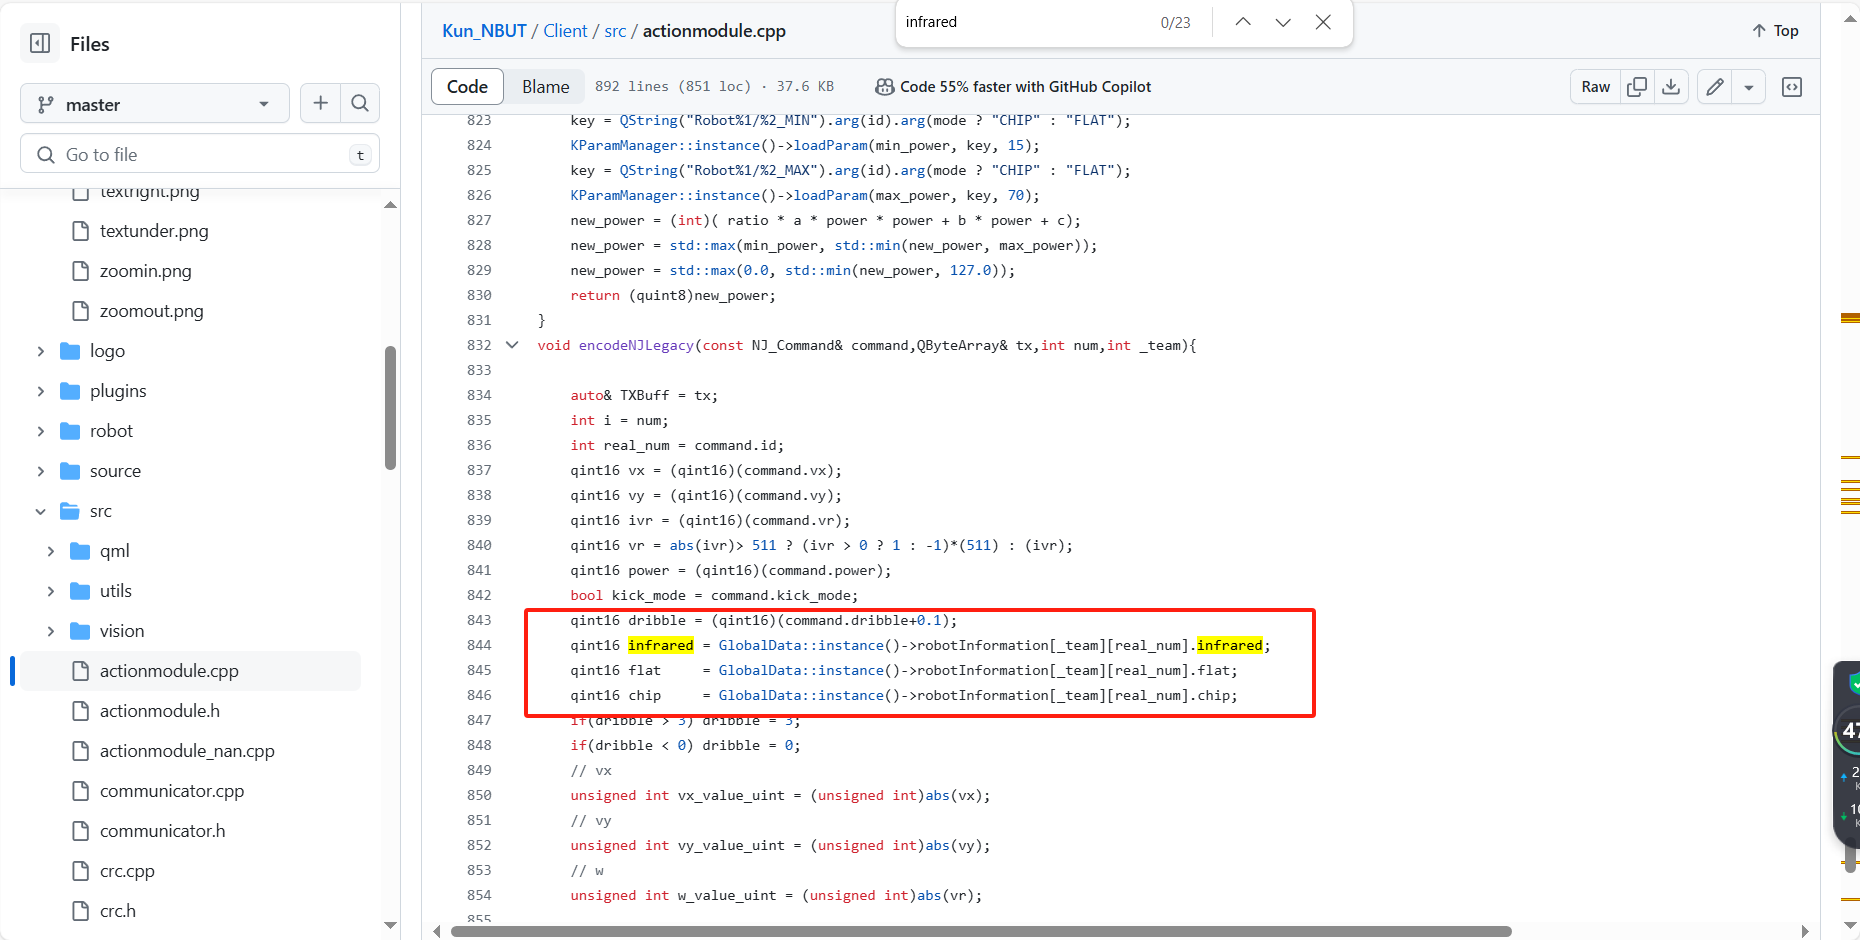 Files
master
Go to file
t
textright.png
textunder.png
zoomin.png
zoomout.png
logo
plugins
robot
source
src
qml
utils
vision
actionmodule.cpp
actionmodule.h
actionmodule_nan.cpp
communicator.cpp
communicator.h
crc.cpp
crc.h
Kun_NBUT / Client / src / actionmodule.cpp
infrared 0/23
Top
Code Blame 892 lines (851 loc) · 37.6 KB Code 55% faster with GitHub Copilot Raw
823 key = QString("Robot%1/%2_MIN").arg(id).arg(mode ? "CHIP" : "FLAT");
824 KParamManager::instance()->loadParam(min_power, key, 15);
825 key = QString("Robot%1/%2_MAX").arg(id).arg(mode ? "CHIP" : "FLAT");
826 KParamManager::instance()->loadParam(max_power, key, 70);
827 new_power = (int)( ratio * a * power * power + b * power + c);
828 new_power = std::max(min_power, std::min(new_power, max_power));
829 new_power = std::max(0.0, std::min(new_power, 127.0));
830 return (quint8)new_power;
831 }
832 void encodeNJLegacy(const NJ_Command& command,QByteArray& tx,int num,int _team){
833
834 auto& TXBuff = tx;
835 int i = num;
836 int real_num = command.id;
837 qint16 vx = (qint16)(command.vx);
838 qint16 vy = (qint16)(command.vy);
839 qint16 ivr = (qint16)(command.vr);
840 qint16 vr = abs(ivr)> 511 ? (ivr > 0 ? 1 : -1)*(511) : (ivr);
841 qint16 power = (qint16)(command.power);
842 bool kick_mode = command.kick_mode;
843 qint16 dribble = (qint16)(command.dribble+0.1);
844 qint16 infrared = GlobalData::instance()->robotInformation[_team][real_num].infrared;
845 qint16 flat = GlobalData::instance()->robotInformation[_team][real_num].flat;
846 qint16 chip = GlobalData::instance()->robotInformation[_team][real_num].chip;
847 if(dribble > 3) dribble = 3;
848 if(dribble < 0) dribble = 0;
849 // vx
850 unsigned int vx_value_uint = (unsigned int)abs(vx);
851 // vy
852 unsigned int vy_value_uint = (unsigned int)abs(vy);
853 // w
854 unsigned int w_value_uint = (unsigned int)abs(vr);
855
47